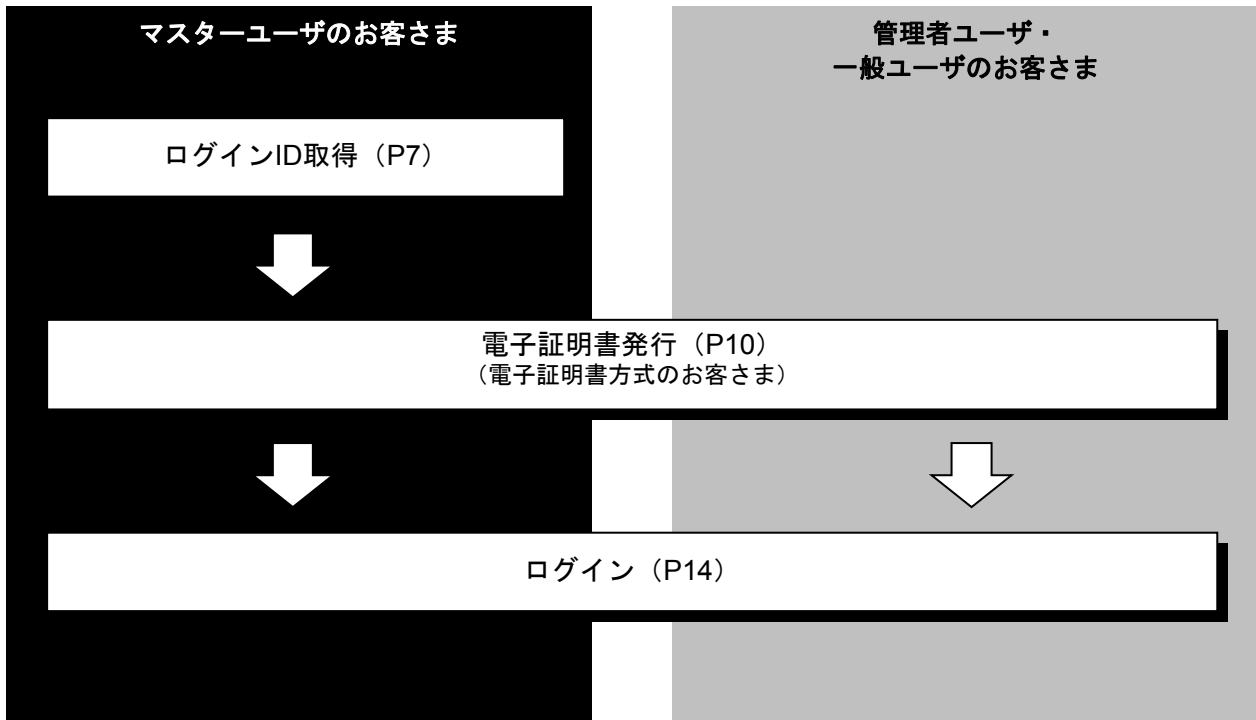 マスターユーザのお客さま
管理者ユーザ・
一般ユーザのお客さま
ログインID取得（P7）
電子証明書発行（P10）
（電子証明書方式のお客さま）
ログイン（P14）